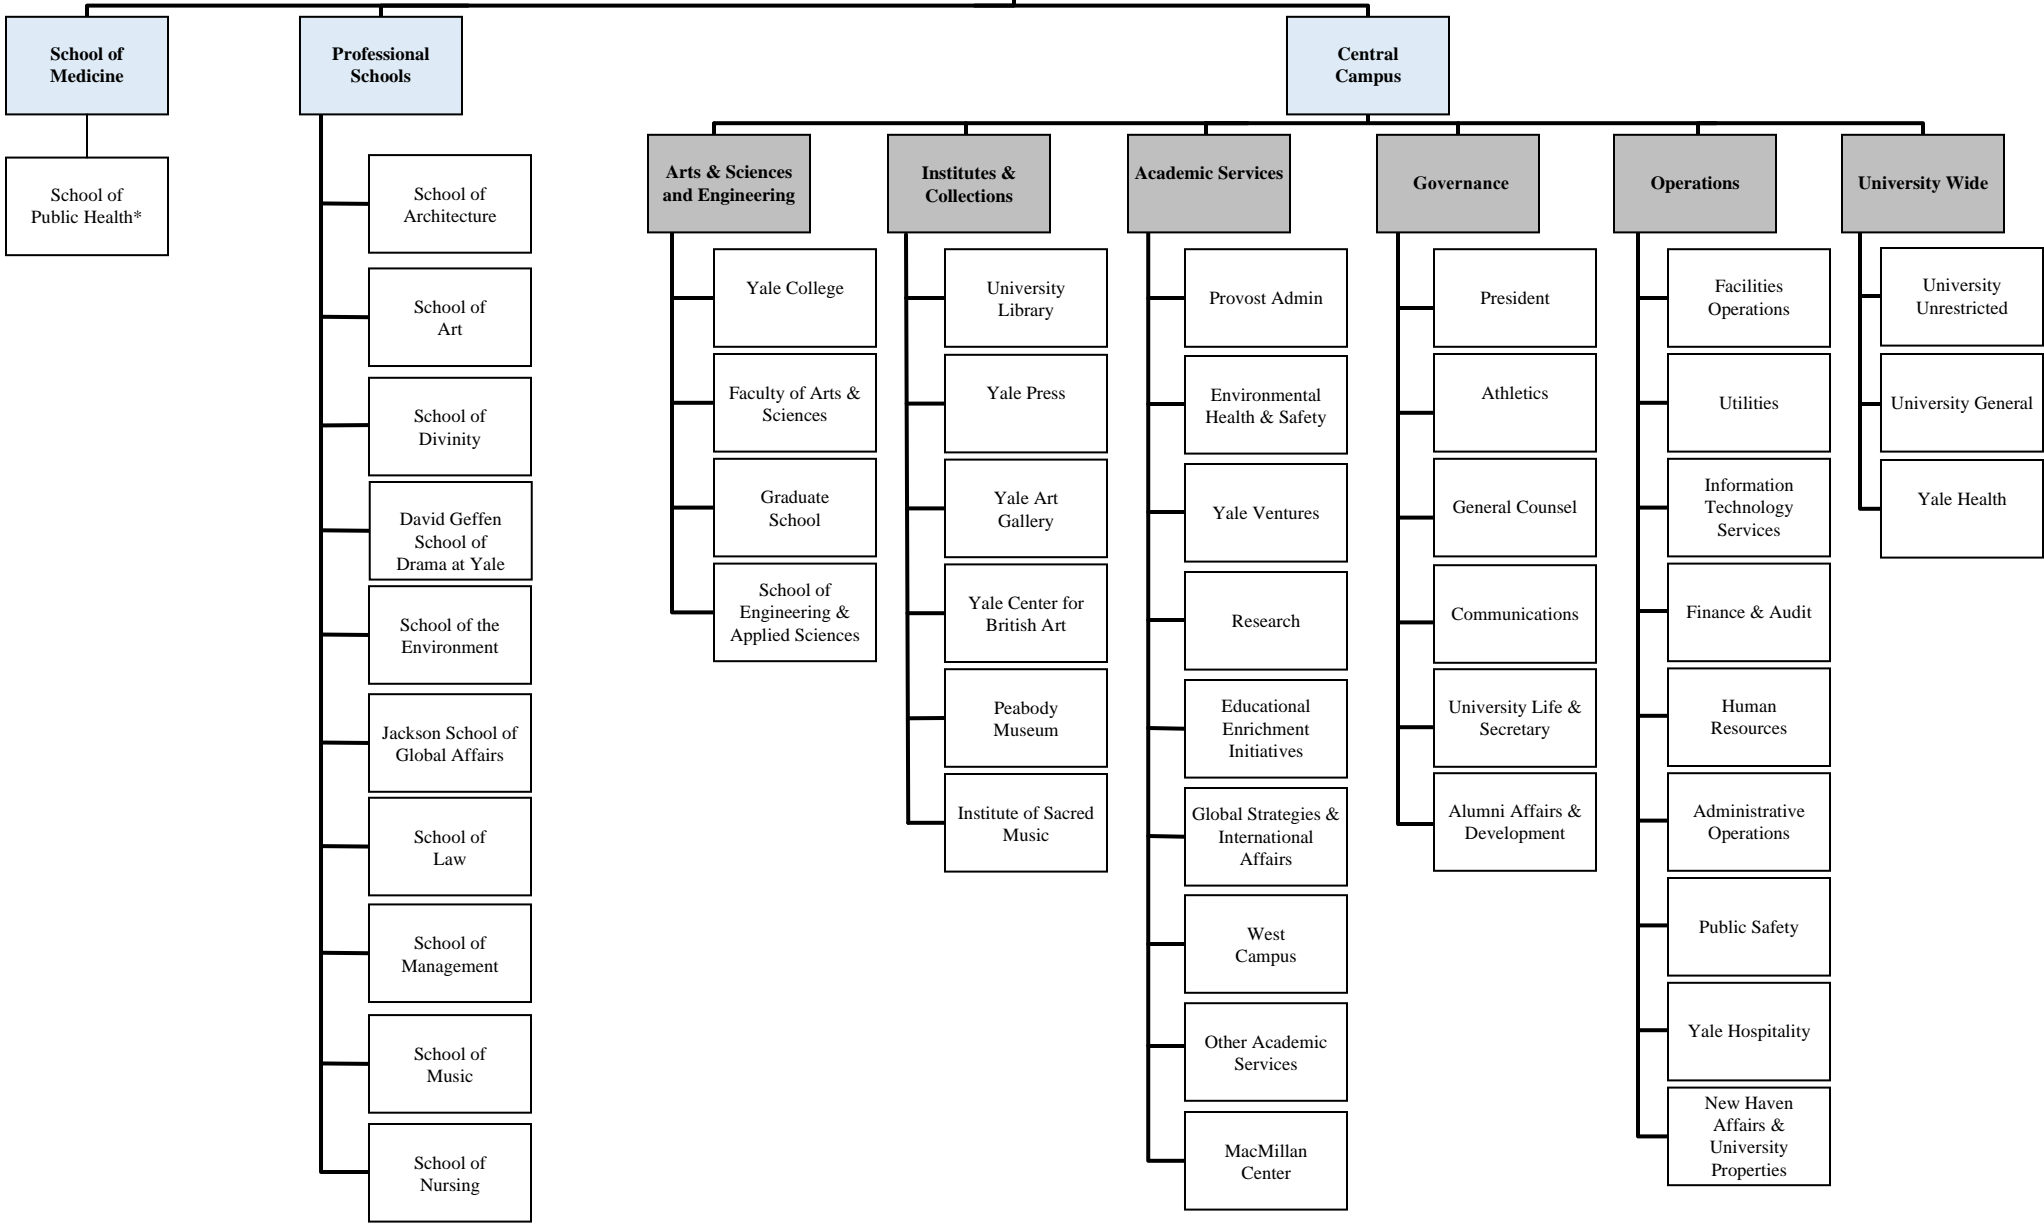 School of
Medicine
Professional
Schools
Central
Campus
School of
Public Health*
School of
Architecture
School of
Art
School of
Divinity
David Geffen
School of
Drama at Yale
School of the
Environment
Jackson School of
Global Affairs
School of
Law
School of
Management
School of
Music
School of
Nursing
Arts & Sciences
and Engineering
Yale College
Faculty of Arts &
Sciences
Graduate
School
School of
Engineering &
Applied Sciences
Institutes &
Collections
University
Library
Yale Press
Yale Art
Gallery
Yale Center for
British Art
Peabody
Museum
Institute of Sacred
Music
Academic Services
Provost Admin
Environmental
Health & Safety
Yale Ventures
Research
Educational
Enrichment
Initiatives
Global Strategies &
International
Affairs
West
Campus
Other Academic
Services
MacMillan
Center
Governance
President
Athletics
General Counsel
Communications
University Life &
Secretary
Alumni Affairs &
Development
Operations
Facilities
Operations
Utilities
Information
Technology
Services
Finance & Audit
Human
Resources
Administrative
Operations
Public Safety
Yale Hospitality
New Haven
Affairs &
University
Properties
University Wide
University
Unrestricted
University General
Yale Health